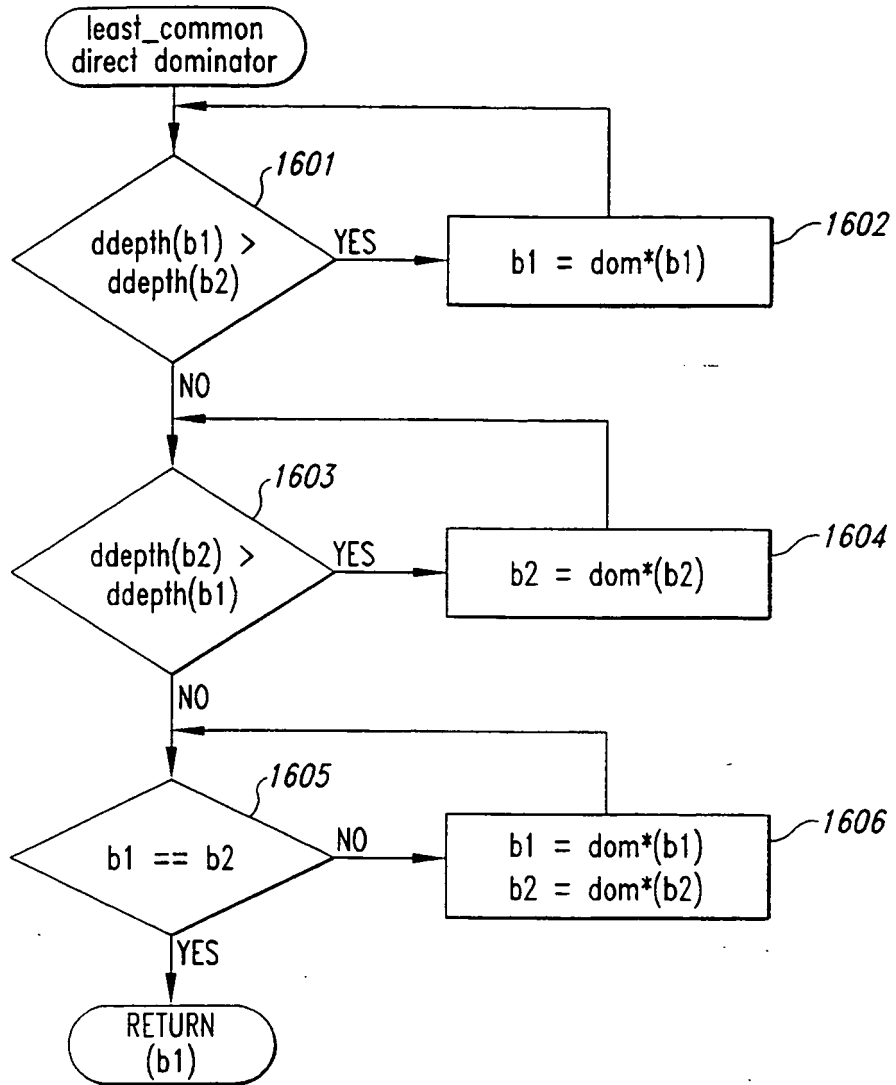 least_common
direct dominator
1601
ddepth(b1) >
ddepth(b2)
YES
b1 = dom*(b1)
1602
NO
1603
ddepth(b2) >
ddepth(b1)
YES
b2 = dom*(b2)
1604
NO
1605
b1 == b2
NO
b1 = dom*(b1)
b2 = dom*(b2)
1606
YES
RETURN
(b1)